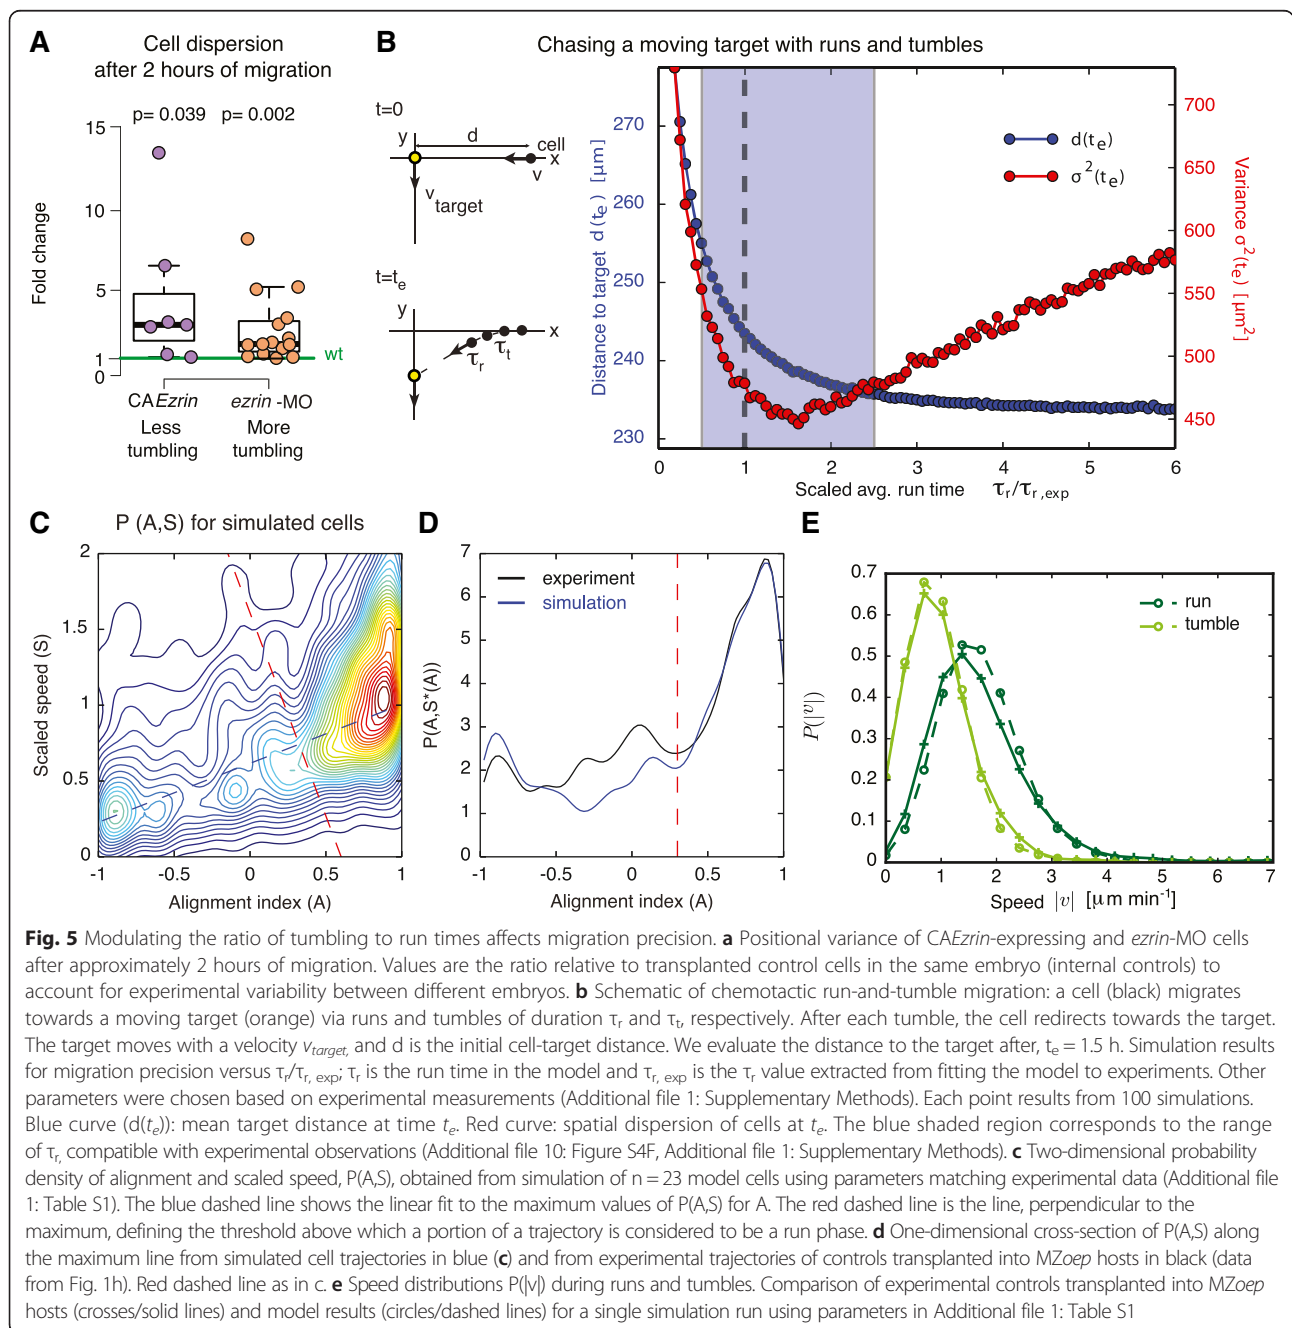 A
Cell dispersion
after 2 hours of migration
p= 0.039 p= 0.002
15
10
5
1
0
Fold change
wt
CAEzrin
Less
tumbling
ezrin -MO
More
tumbling
B
Chasing a moving target with runs and tumbles
t=0
y
d
cell
x
v
v_target
t=t_e
y
x
τ_t
τ_r
270
260
250
240
230
Distance to target d(t_e) [µm]
d(t_e)
σ²(t_e)
700
650
600
550
500
450
Variance σ²(t_e) [µm²]
0 1 2 3 4 5 6
Scaled avg. run time τ_r/τ_r,exp
C
P (A,S) for simulated cells
2
1.5
1
0.5
0
Scaled speed (S)
-1 -0.5 0 0.5 1
Alignment index (A)
D
7
6
5
4
3
2
1
0
P(A,S*(A))
experiment
simulation
-1 -0.5 0 0.5 1
Alignment index (A)
E
0.7
0.6
0.5
0.4
0.3
0.2
0.1
0
P(|v|)
run
tumble
0 1 2 3 4 5 6 7
Speed |v| [µm min⁻¹]
Fig. 5 Modulating the ratio of tumbling to run times affects migration precision. a Positional variance of CAEzrin-expressing and ezrin-MO cells
after approximately 2 hours of migration. Values are the ratio relative to transplanted control cells in the same embryo (internal controls) to
account for experimental variability between different embryos. b Schematic of chemotactic run-and-tumble migration: a cell (black) migrates
towards a moving target (orange) via runs and tumbles of duration τr and τt, respectively. After each tumble, the cell redirects towards the target.
The target moves with a velocity v_target, and d is the initial cell-target distance. We evaluate the distance to the target after, te = 1.5 h. Simulation results
for migration precision versus τr/τr, exp; τr is the run time in the model and τr, exp is the τr value extracted from fitting the model to experiments. Other
parameters were chosen based on experimental measurements (Additional file 1: Supplementary Methods). Each point results from 100 simulations.
Blue curve (d(te)): mean target distance at time te. Red curve: spatial dispersion of cells at te. The blue shaded region corresponds to the range
of τr, compatible with experimental observations (Additional file 10: Figure S4F, Additional file 1: Supplementary Methods). c Two-dimensional probability
density of alignment and scaled speed, P(A,S), obtained from simulation of n = 23 model cells using parameters matching experimental data (Additional file
1: Table S1). The blue dashed line shows the linear fit to the maximum values of P(A,S) for A. The red dashed line is the line, perpendicular to the
maximum, defining the threshold above which a portion of a trajectory is considered to be a run phase. d One-dimensional cross-section of P(A,S) along
the maximum line from simulated cell trajectories in blue (c) and from experimental trajectories of controls transplanted into MZoep hosts in black (data
from Fig. 1h). Red dashed line as in c. e Speed distributions P(|v|) during runs and tumbles. Comparison of experimental controls transplanted into MZoep
hosts (crosses/solid lines) and model results (circles/dashed lines) for a single simulation run using parameters in Additional file 1: Table S1